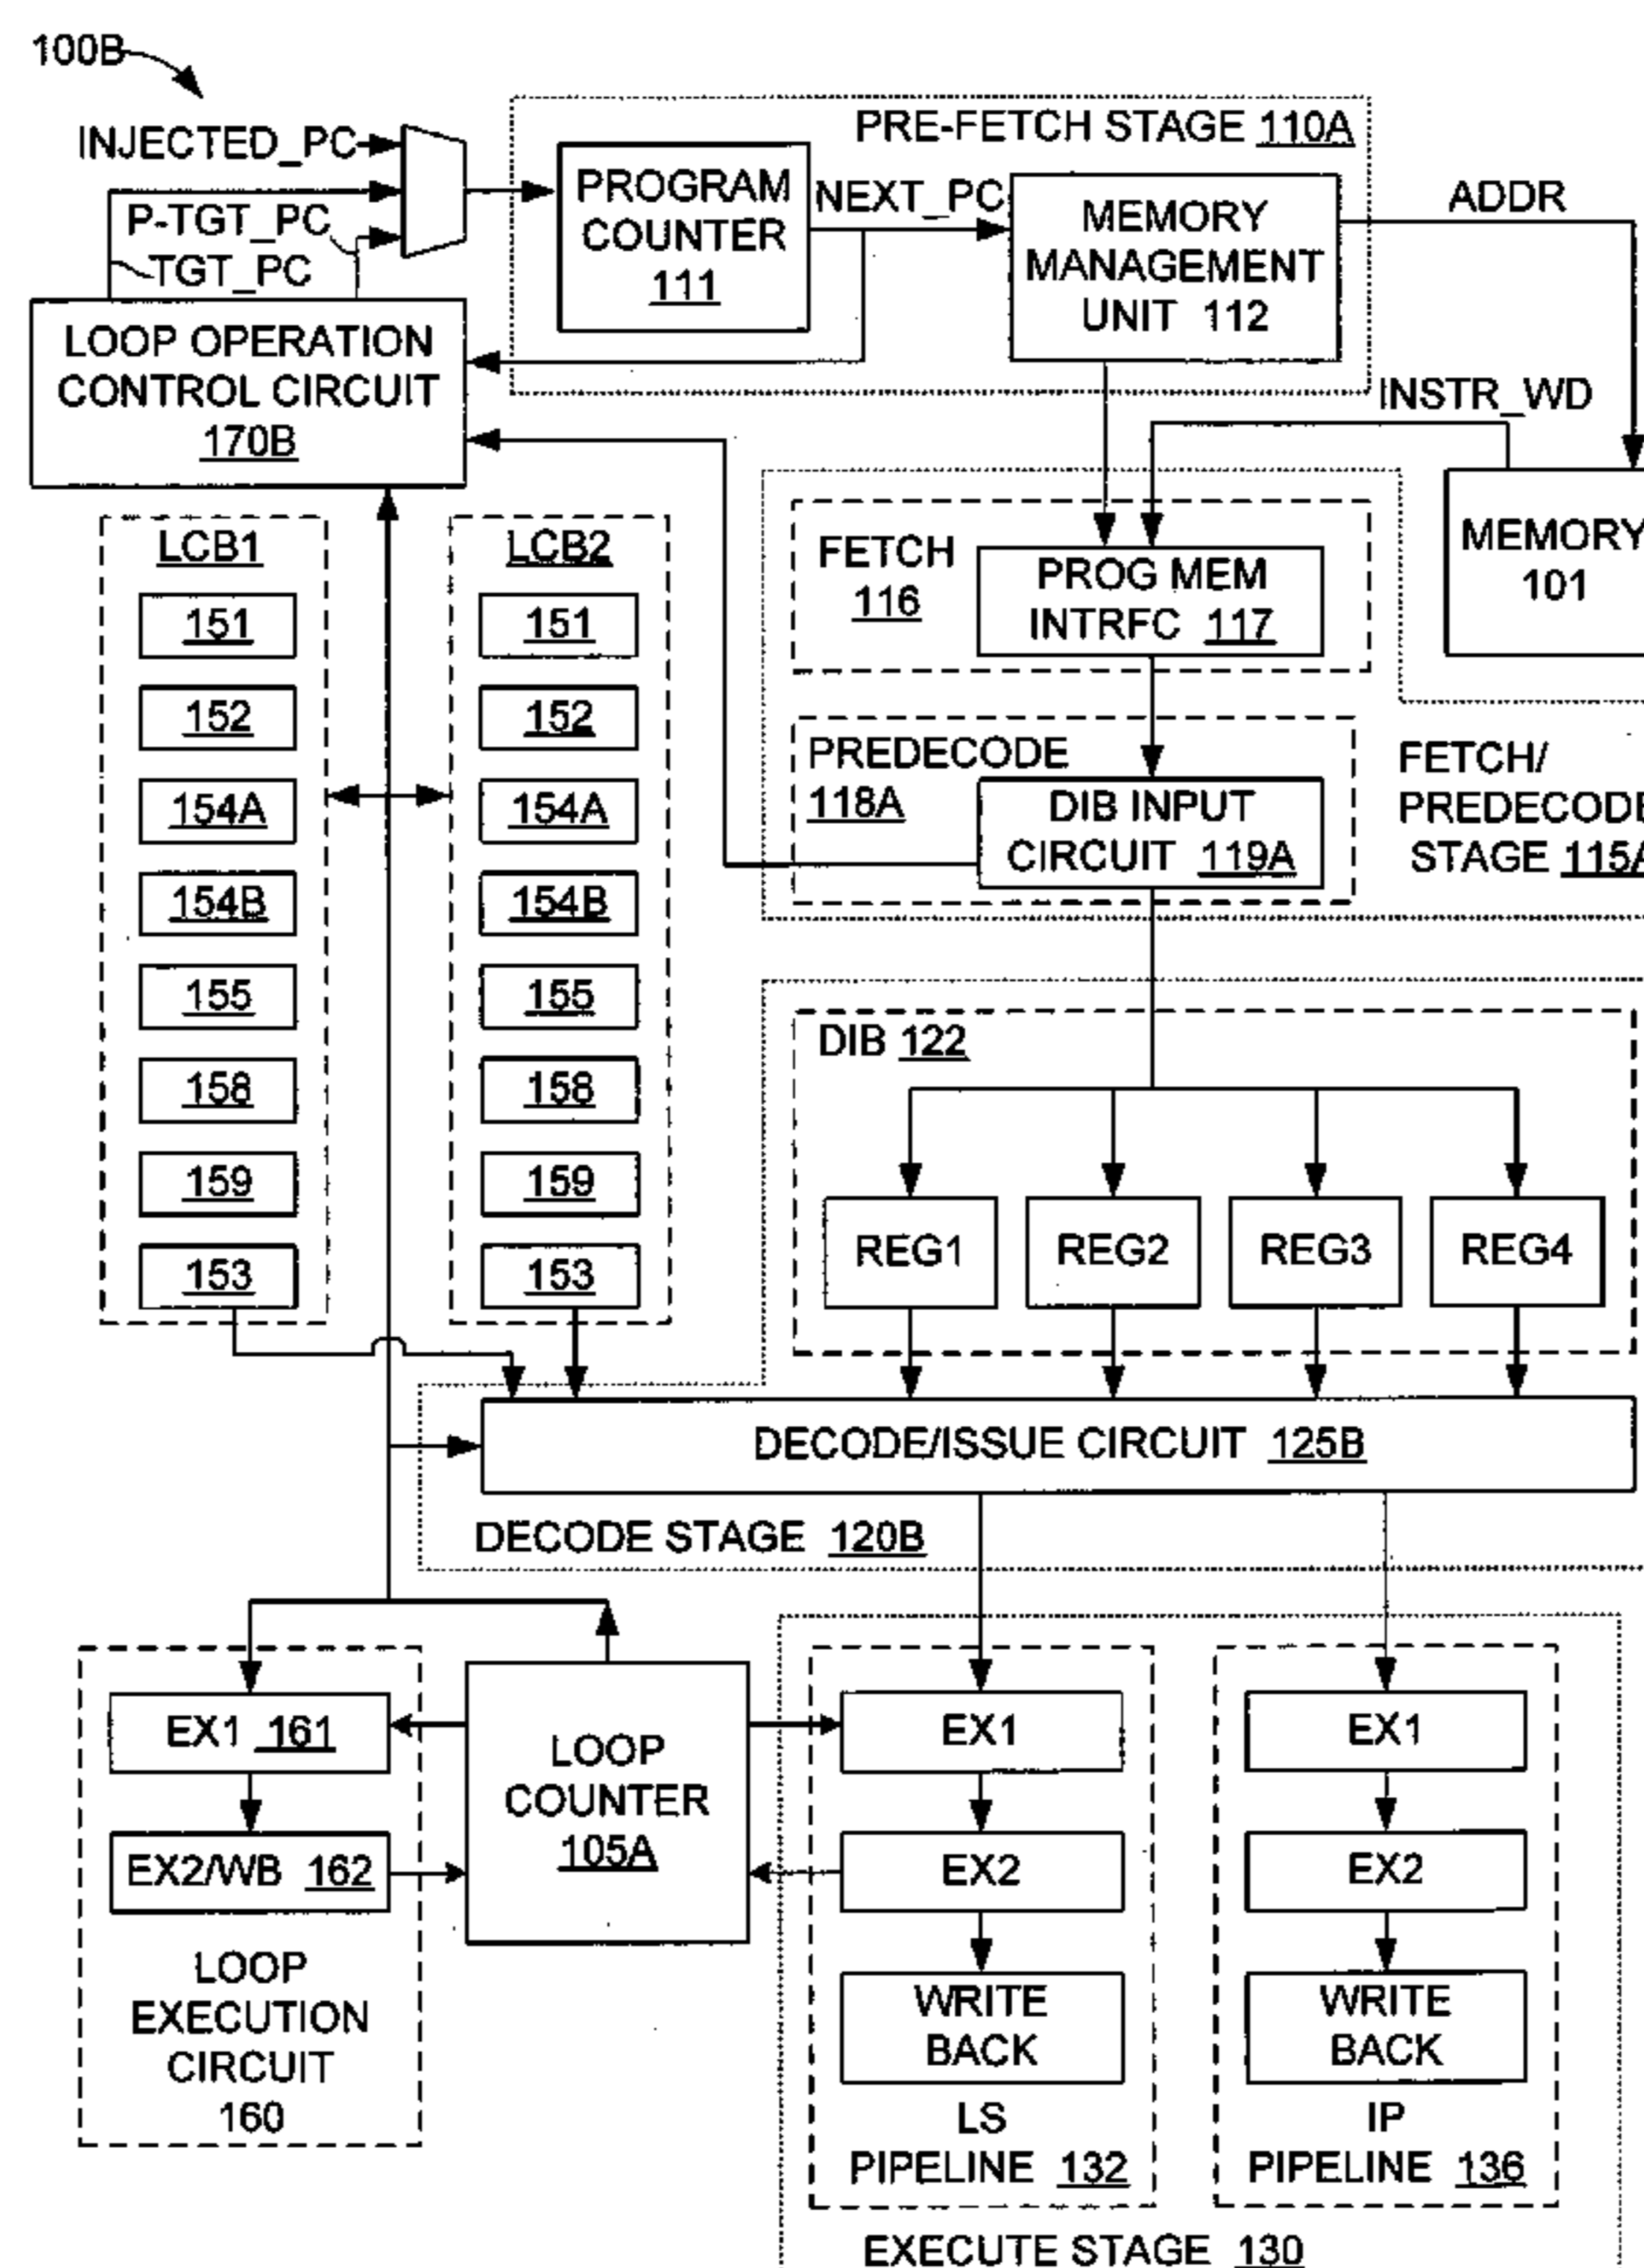 100B
INJECTED_PC
P-TGT_PC
TGT_PC
PRE-FETCH STAGE 110A
PROGRAM
COUNTER
111
NEXT_PC
MEMORY
MANAGEMENT
UNIT 112
ADDR
LOOP OPERATION
CONTROL CIRCUIT
170B
INSTR_WD
MEMORY
101
FETCH
116
PROG MEM
INTRFC 117
PREDECODE
118A
DIB INPUT
CIRCUIT 119A
FETCH/
PREDECODE
STAGE 115A
LCB1
151
152
154A
154B
155
158
159
153
LCB2
151
152
154A
154B
155
158
159
153
DIB 122
REG1
REG2
REG3
REG4
DECODE/ISSUE CIRCUIT 125B
DECODE STAGE 120B
EX1 161
EX2/WB 162
LOOP
EXECUTION
CIRCUIT
160
LOOP
COUNTER
105A
EX1
EX2
WRITE
BACK
LS
PIPELINE 132
EX1
EX2
WRITE
BACK
IP
PIPELINE 136
EXECUTE STAGE 130